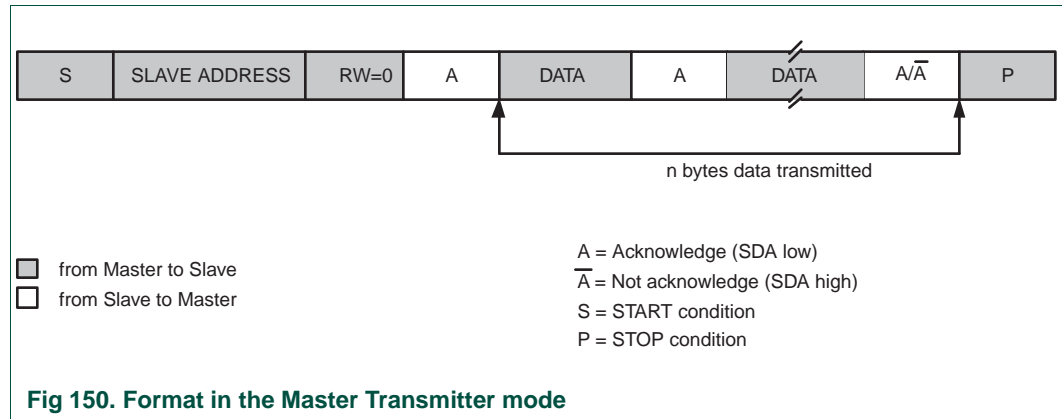 S SLAVE ADDRESS RW=0 A DATA A DATA A/A̅ P
n bytes data transmitted
from Master to Slave
from Slave to Master
A = Acknowledge (SDA low)
A̅ = Not acknowledge (SDA high)
S = START condition
P = STOP condition
Fig 150. Format in the Master Transmitter mode